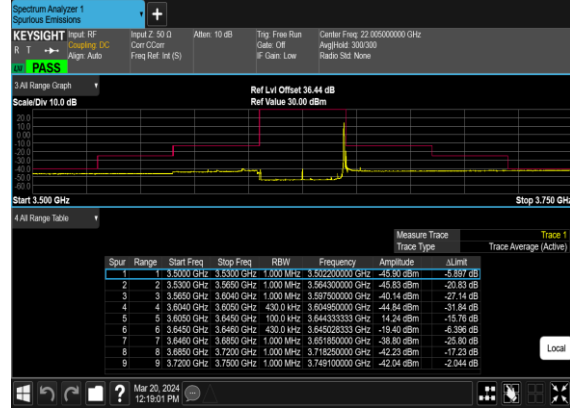 Spectrum Analyzer 1
Spurious Emissions
+
KEYSIGHT Input: RF Input Z: 50 Ω Atten: 10 dB Trig: Free Run Center Freq: 22.005000000 GHz
R T Coupling: DC Corr CCorr Gate: Off Avg|Hold: 300/300
Align: Auto Freq Ref: Int (S) IF Gain: Low Radio Std: None
PASS
3 All Range Graph Ref Lvl Offset 36.44 dB
Scale/Div 10.0 dB Ref Value 30.00 dBm
20.0
10.0
0.00
-10.0
-20.0
-30.0
-40.0
-50.0
-60.0
Start 3.500 GHz Stop 3.750 GHz
4 All Range Table
Measure Trace Trace 1
Trace Type Trace Average (Active)
Spur Range Start Freq Stop Freq RBW Frequency Amplitude ΔLimit
1 1 3.5000 GHz 3.5300 GHz 1.000 MHz 3.502200000 GHz -45.90 dBm -5.897 dB
2 2 3.5300 GHz 3.5650 GHz 1.000 MHz 3.564300000 GHz -45.83 dBm -20.83 dB
3 3 3.5650 GHz 3.6040 GHz 1.000 MHz 3.597500000 GHz -40.14 dBm -27.14 dB
4 4 3.6040 GHz 3.6050 GHz 430.0 kHz 3.604950000 GHz -44.84 dBm -31.84 dB
5 5 3.6050 GHz 3.6450 GHz 100.0 kHz 3.644333333 GHz 14.24 dBm -15.76 dB
6 6 3.6450 GHz 3.6460 GHz 430.0 kHz 3.645028333 GHz -19.40 dBm -6.396 dB
7 7 3.6460 GHz 3.6850 GHz 1.000 MHz 3.651850000 GHz -38.80 dBm -25.80 dB
8 8 3.6850 GHz 3.7200 GHz 1.000 MHz 3.718250000 GHz -42.23 dBm -17.23 dB
9 9 3.7200 GHz 3.7500 GHz 1.000 MHz 3.749100000 GHz -42.04 dBm -2.044 dB
Local
? Mar 20, 2024
12:19:01 PM